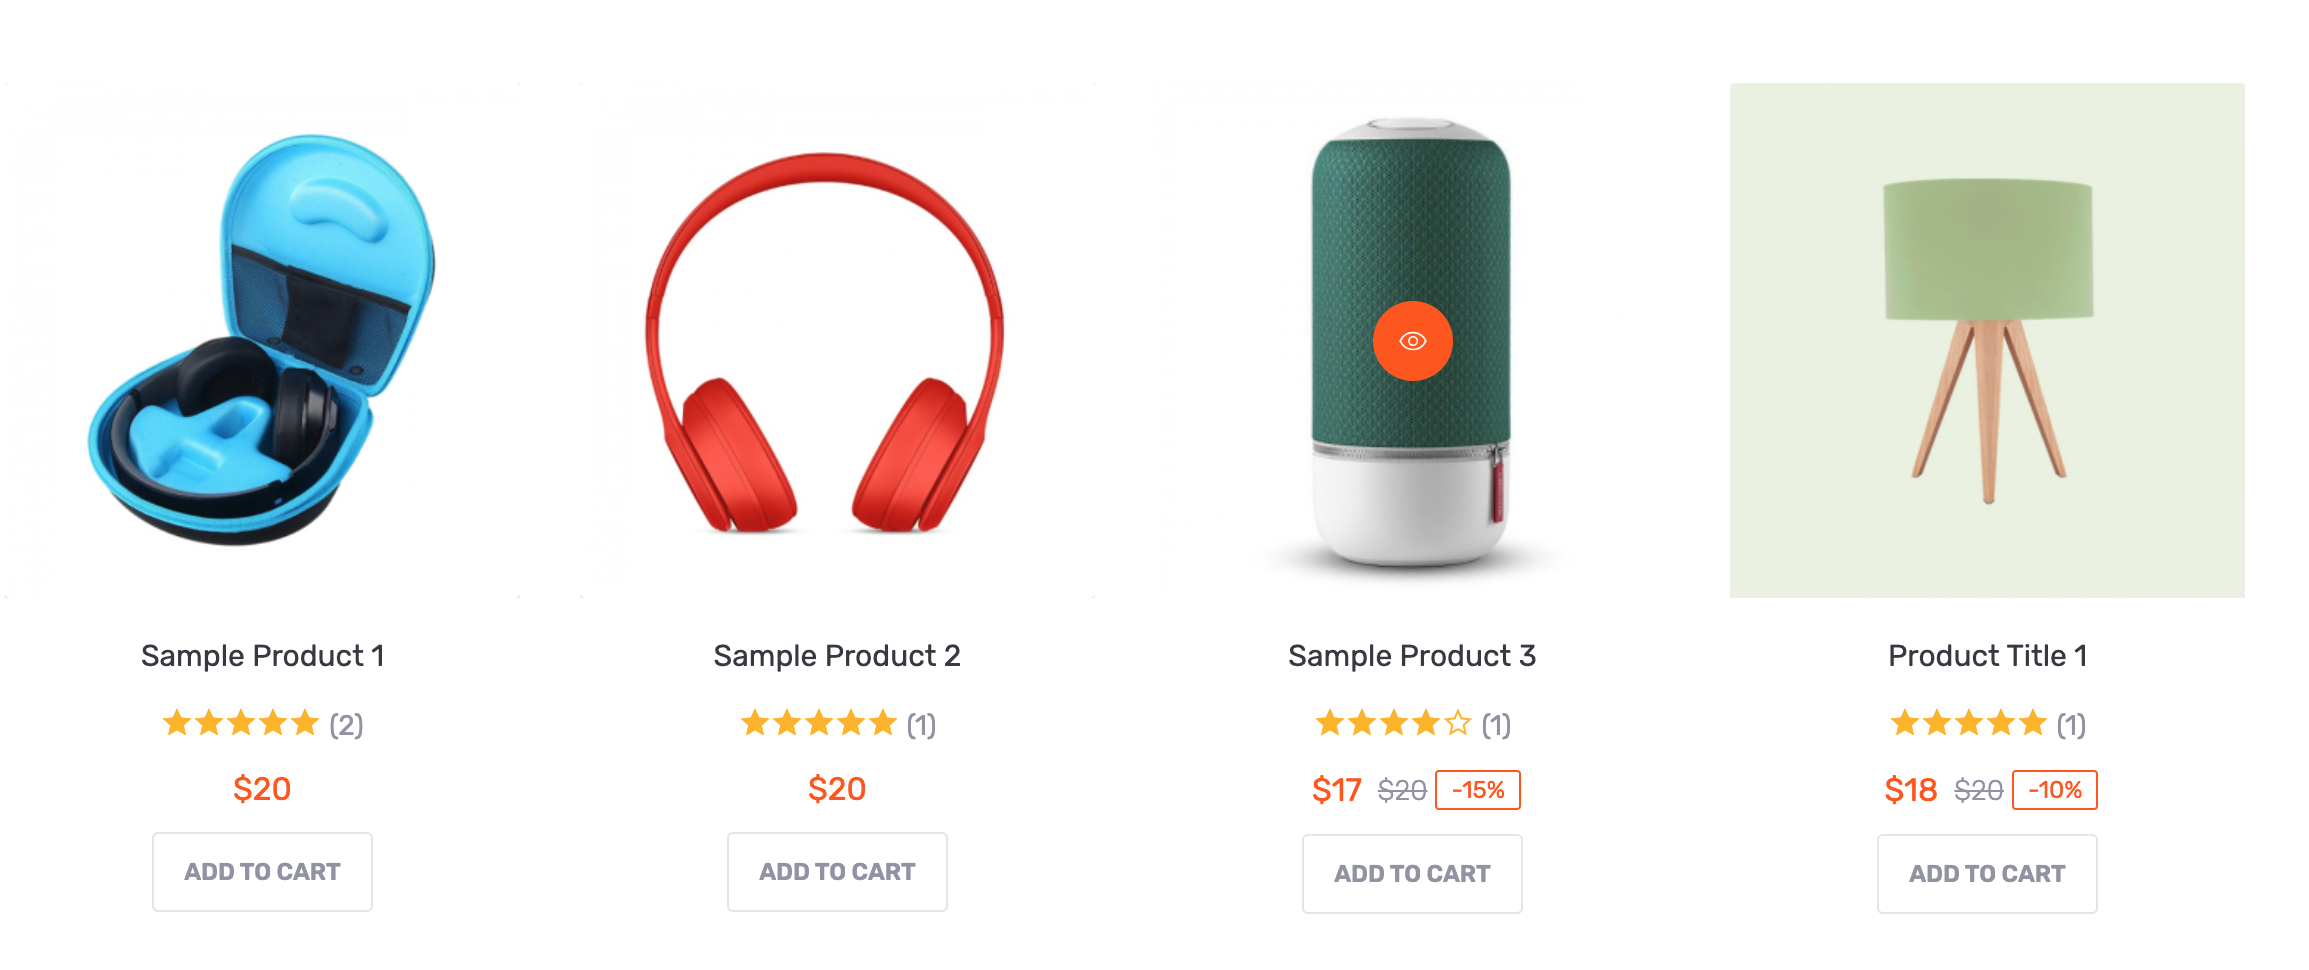 Sample Product 1
(2)
$20
ADD TO CART
Sample Product 2
(1)
$20
ADD TO CART
Sample Product 3
(1)
$17 $20 -15%
ADD TO CART
Product Title 1
(1)
$18 $20 -10%
ADD TO CART